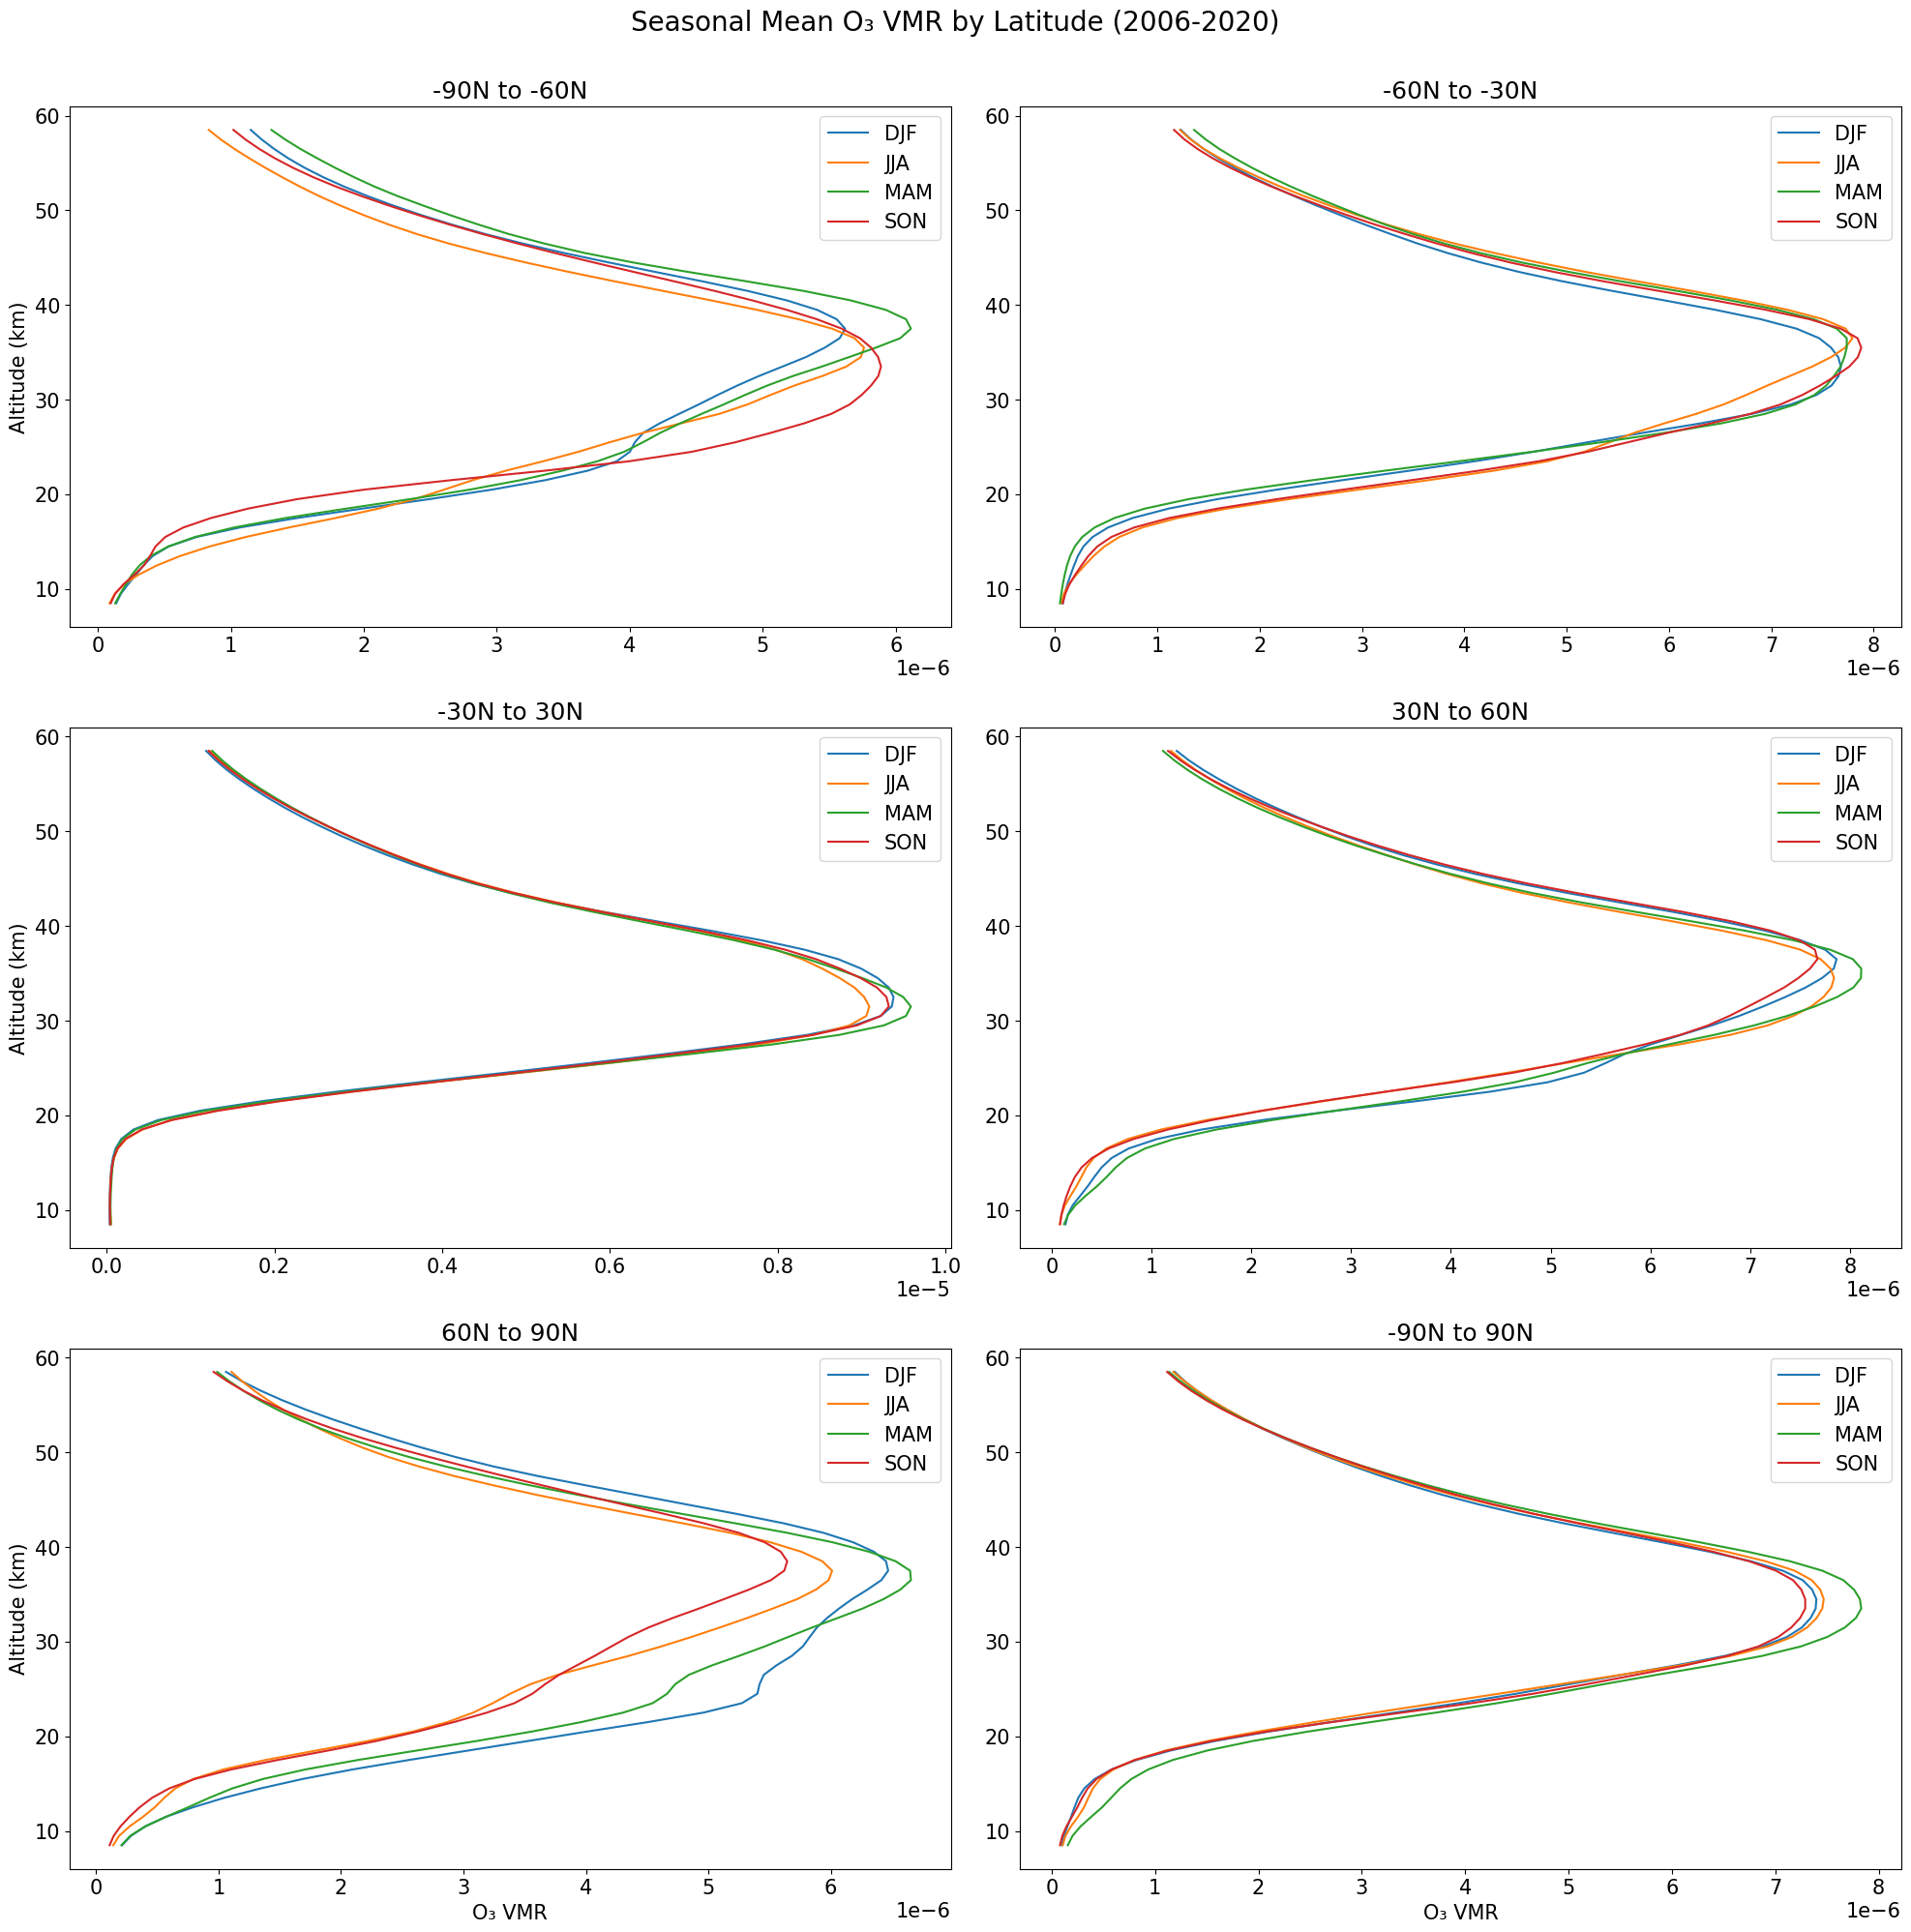 Seasonal Mean O₃ VMR by Latitude (2006-2020)
-90N to -60N
60
50
40
30
20
10
Altitude (km)
DJF
JJA
MAM
SON
0 1 2 3 4 5 6
1e−6
-60N to -30N
60
50
40
30
20
10
DJF
JJA
MAM
SON
0 1 2 3 4 5 6 7 8
1e−6
-30N to 30N
60
50
40
30
20
10
Altitude (km)
DJF
JJA
MAM
SON
0.0 0.2 0.4 0.6 0.8 1.0
1e−5
30N to 60N
60
50
40
30
20
10
DJF
JJA
MAM
SON
0 1 2 3 4 5 6 7 8
1e−6
60N to 90N
60
50
40
30
20
10
Altitude (km)
DJF
JJA
MAM
SON
0 1 2 3 4 5 6
O₃ VMR
1e−6
-90N to 90N
60
50
40
30
20
10
DJF
JJA
MAM
SON
0 1 2 3 4 5 6 7 8
O₃ VMR
1e−6